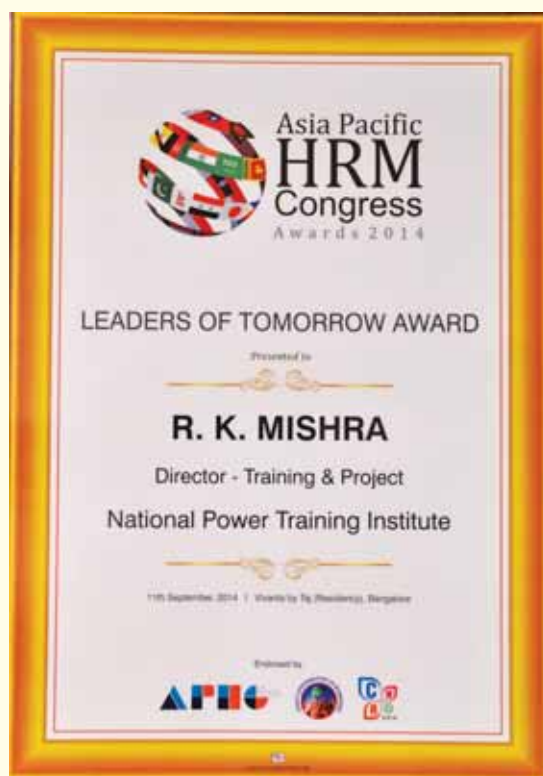 Asia Pacific
HRM
Congress
Awards 2014
LEADERS OF TOMORROW AWARD
Presented to
R. K. MISHRA
Director - Training & Project
National Power Training Institute
11th September, 2014 | Vivanta by Taj (Residency), Bangalore
Endorsed by